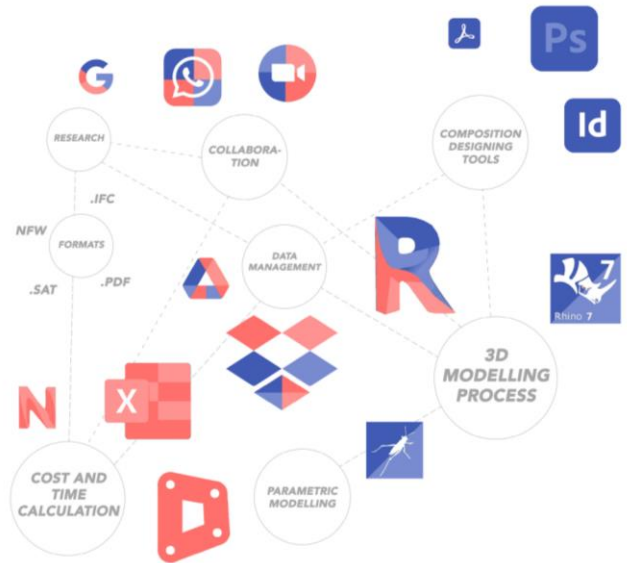 G
Ps
Id
RESEARCH
COLLABORA-
TION
COMPOSITION
DESIGNING
TOOLS
.IFC
NFW
FORMATS
.SAT
.PDF
DATA
MANAGEMENT
R
7
Rhino 7
3D
MODELLING
PROCESS
N
X
COST AND
TIME
CALCULATION
PARAMETRIC
MODELLING